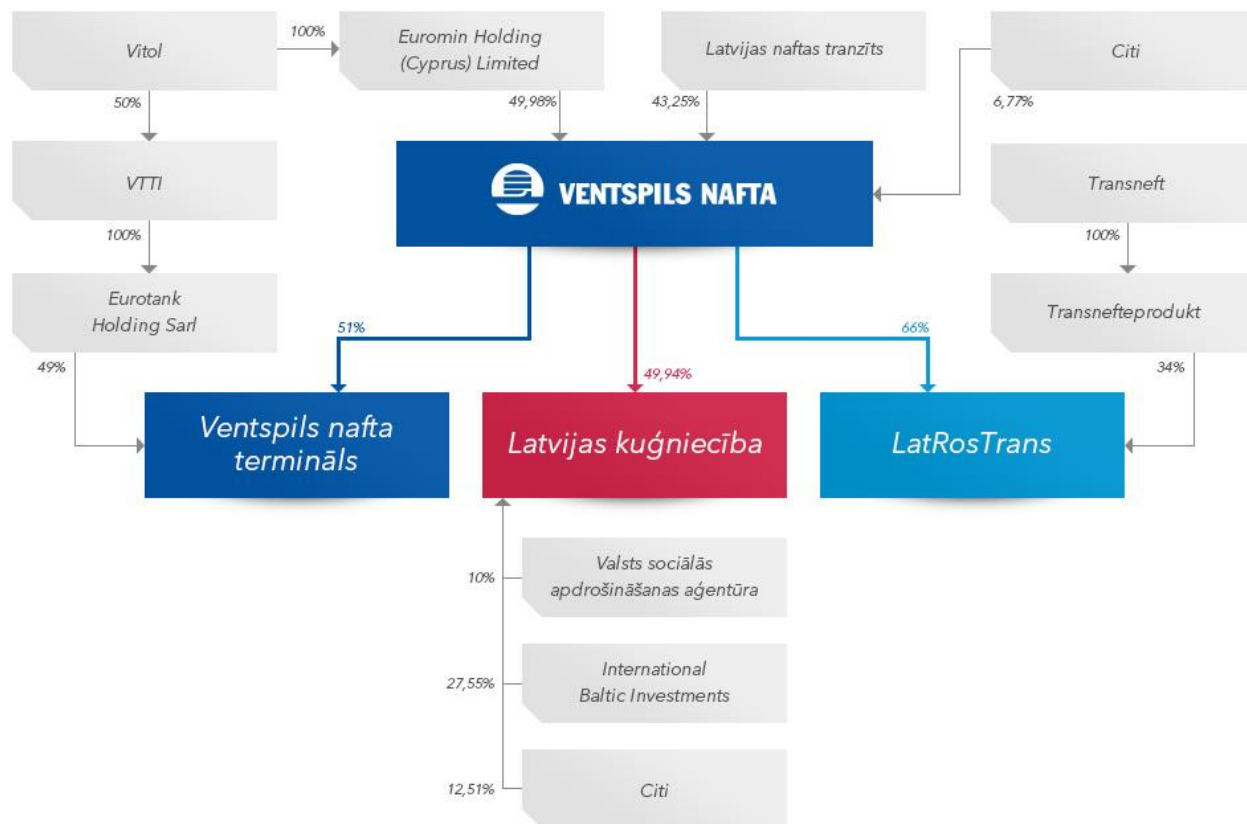 Vitol
100%
Euromin Holding
(Cyprus) Limited
Latvijas naftas tranzīts
Citi
50%
49,98%
43,25%
6,77%
VTTI
VENTSPILS NAFTA
Transneft
100%
100%
Eurotank
Holding Sarl
Transnefteprodukt
51%
66%
49%
49,94%
34%
Ventspils nafta
termināls
Latvijas kuģniecība
LatRosTrans
Valsts sociālās
apdrošināšanas aģentūra
10%
International
Baltic Investments
27,55%
12,51%
Citi